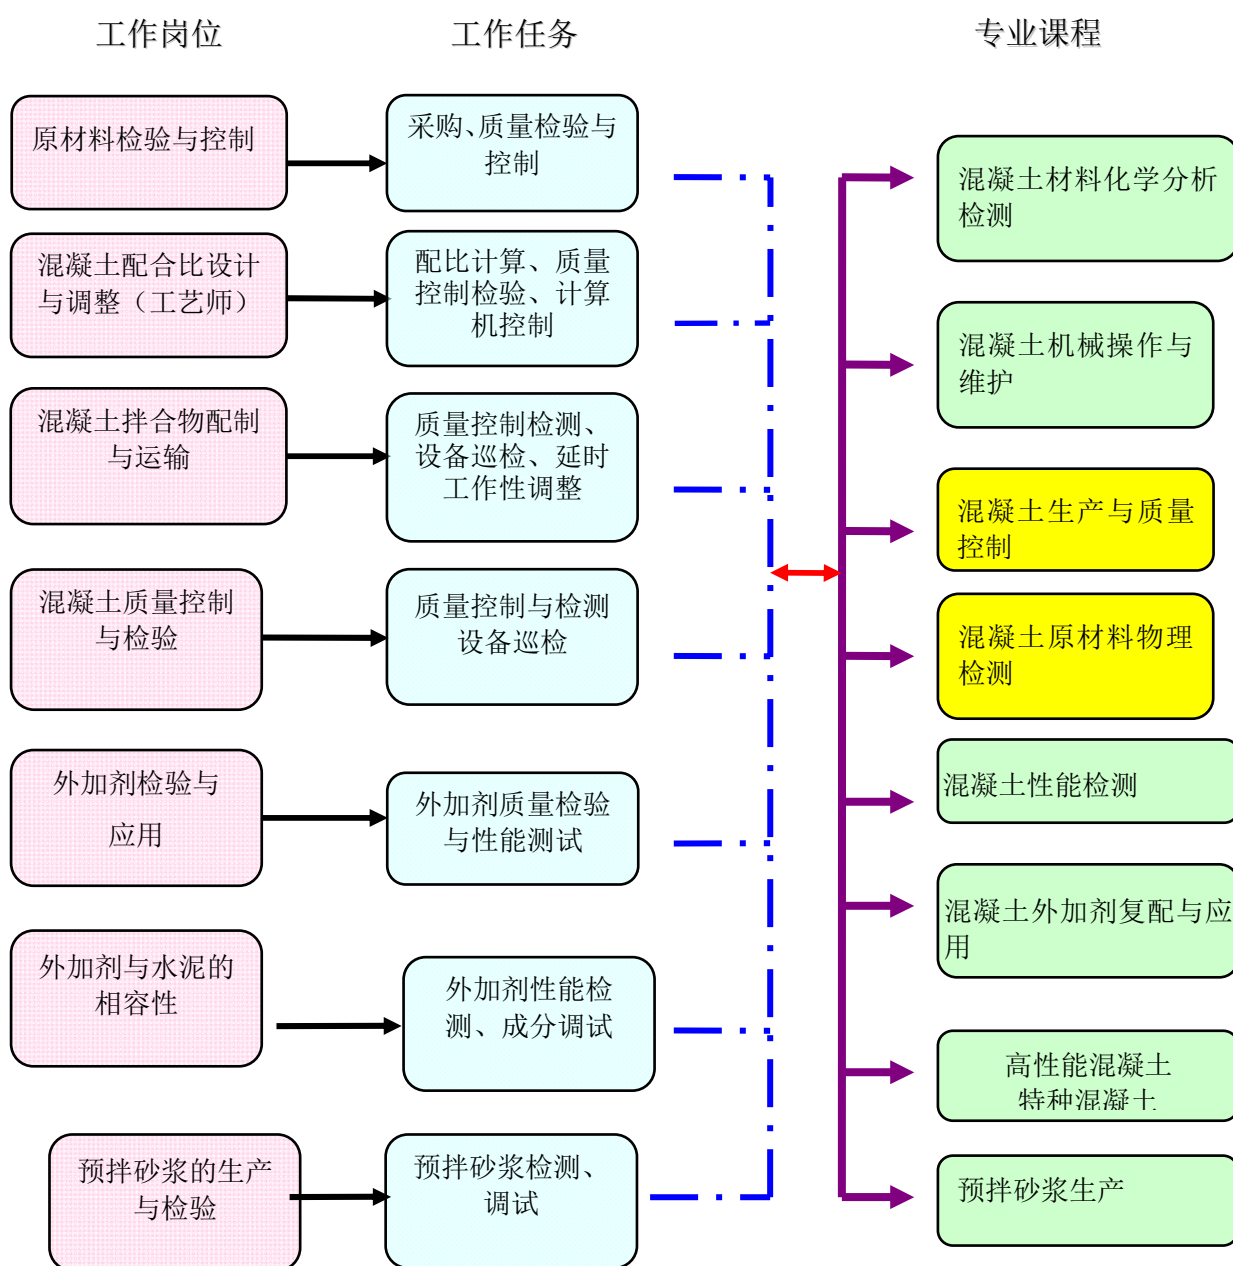 工作岗位
工作任务
专业课程
原材料检验与控制
采购、质量检验与
控制
混凝土材料化学分析
检测
混凝土配合比设计
与调整（工艺师）
配比计算、质量
控制检验、计算
机控制
混凝土机械操作与
维护
混凝土拌合物配制
与运输
质量控制检测、
设备巡检、延时
工作性调整
混凝土生产与质量
控制
混凝土质量控制
与检验
质量控制与检测
设备巡检
混凝土原材料物理
检测
外加剂检验与
应用
外加剂质量检验
与性能测试
混凝土性能检测
混凝土外加剂复配与应
用
外加剂与水泥的
相容性
外加剂性能检
测、成分调试
高性能混凝土
特种混凝土
预拌砂浆的生产
与检验
预拌砂浆检测、
调试
预拌砂浆生产